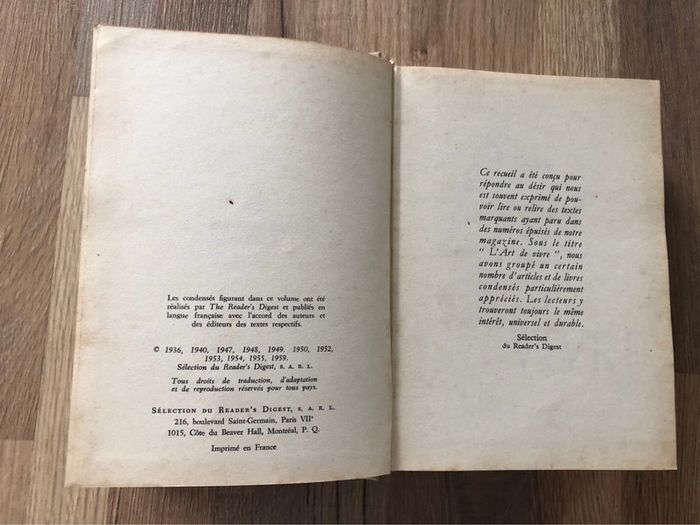 Les condensés figurant dans ce volume ont été
réalisés par The Reader's Digest et publiés en
langue française avec l'accord des auteurs et
des éditeurs des textes respectifs.
© 1936, 1940, 1947, 1948, 1949. 1950, 1952,
1953, 1954, 1955, 1959.
Sélection du Reader's Digest, S. A R L.
Tous droits de traduction, d'adaptation
et de reproduction réservés pour tous pays.
SÉLECTION DU READER'S DIGEST, S. A R L.
216, boulevard Saint-Germain, Paris VIIᵉ
1015, Côte du Beaver Hall, Montréal, P. Q.
Imprimé en France
Ce recueil a été conçu pour
répondre au désir qui nous
est souvent exprimé de pou-
voir lire ou relire des textes
marquants ayant paru dans
des numéros épuisés de notre
magazine. Sous le titre
" L'Art de vivre ", nous
avons groupé un certain
nombre d'articles et de livres
condensés particulièrement
appréciés. Les lecteurs y
trouveront toujours le même
intérêt, universel et durable.
Sélection
du Reader's Digest